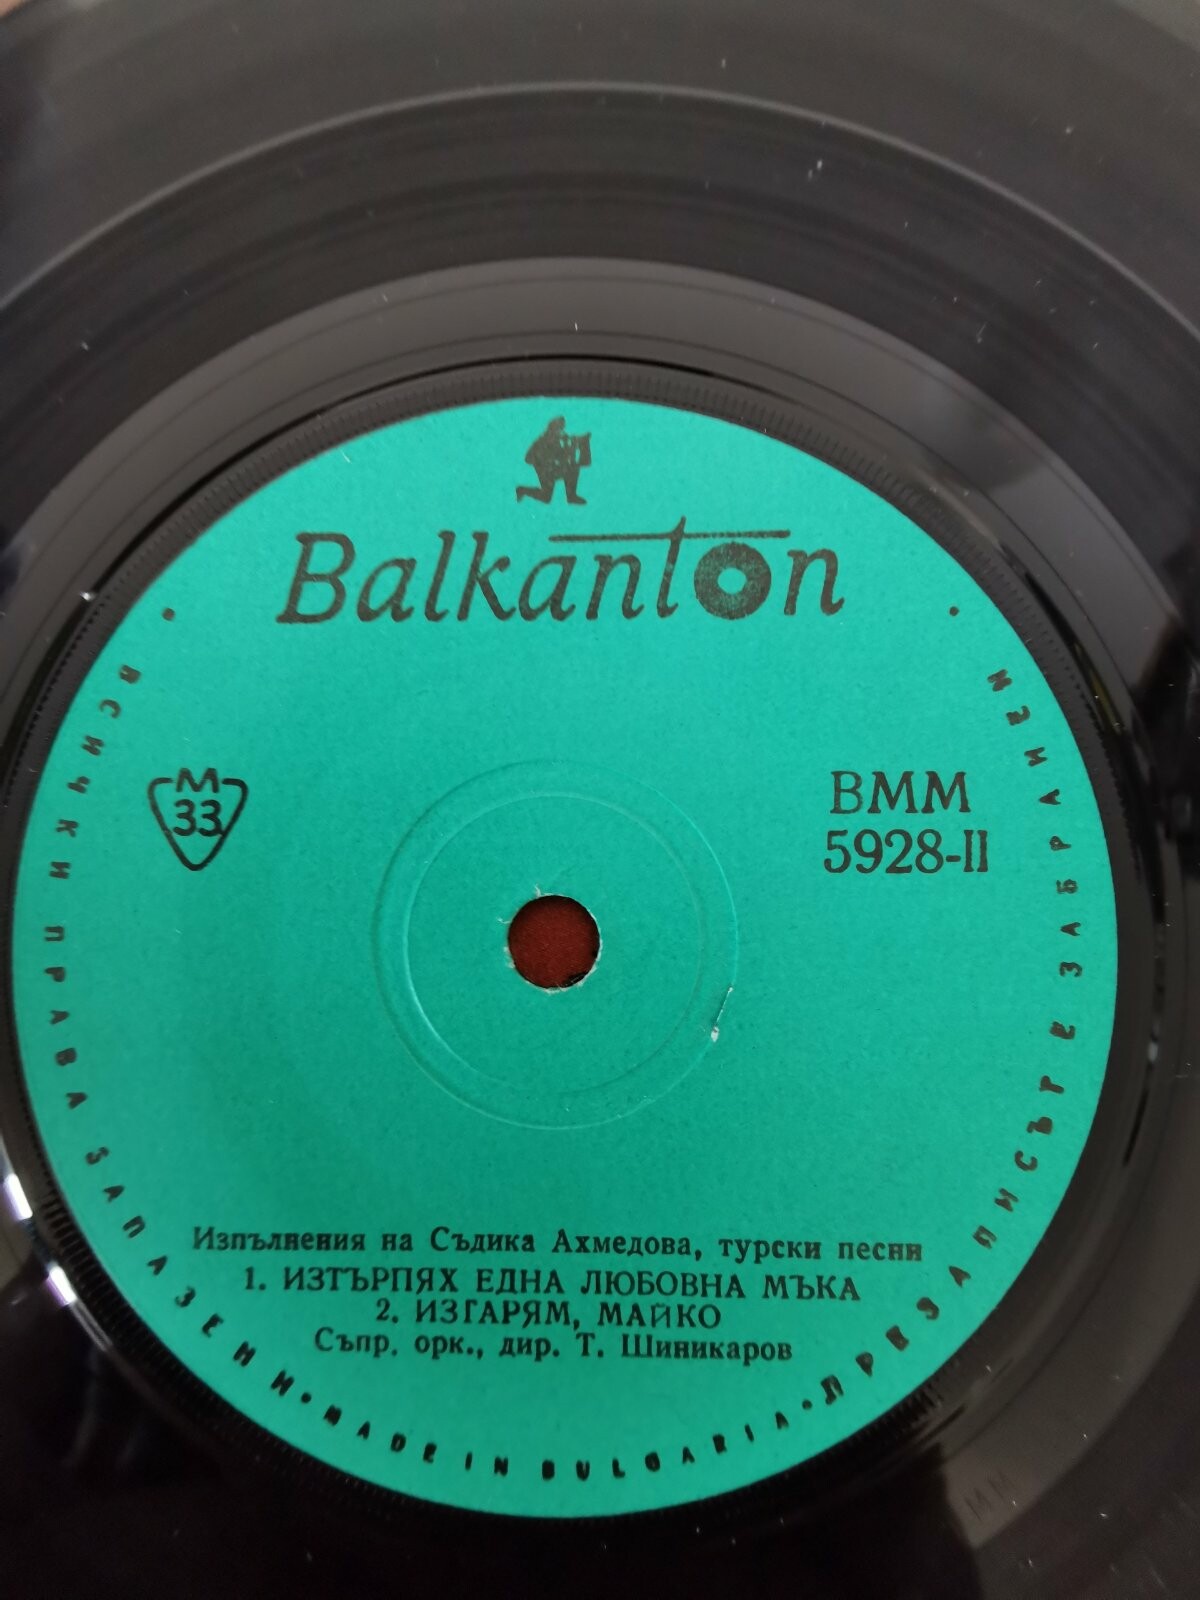 Balkanton
М
33
ВММ
5928-II
Изпълнения на Съдика Ахмедова, турски песни
1. ИЗТЪРПЯХ ЕДНА ЛЮБОВНА МЪКА
2. ИЗГАРЯМ, МАЙКО
Съпр. орк., дир. Т. Шиникаров
• ВСИЧКИ ПРАВА ЗАПАЗЕНИ • MADE IN BULGARIA • ПРЕЗАПИСЪТ Е ЗАБРАНЕН •